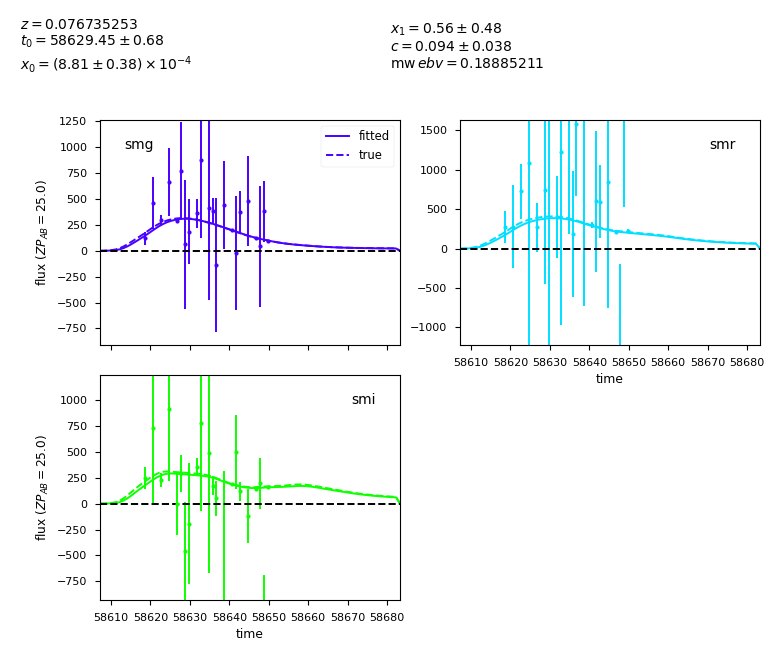 z = 0.076735253
t₀ = 58629.45 ± 0.68
x₀ = (8.81 ± 0.38) × 10⁻⁴
x₁ = 0.56 ± 0.48
c = 0.094 ± 0.038
mw ebv = 0.18885211
1250
1000
750
500
250
0
−250
−500
−750
flux (ZP_AB = 25.0)
smg
fitted
true
1500
1000
500
0
−500
−1000
smr
58610 58620 58630 58640 58650 58660 58670 58680
time
1000
750
500
250
0
−250
−500
−750
flux (ZP_AB = 25.0)
smi
58610 58620 58630 58640 58650 58660 58670 58680
time